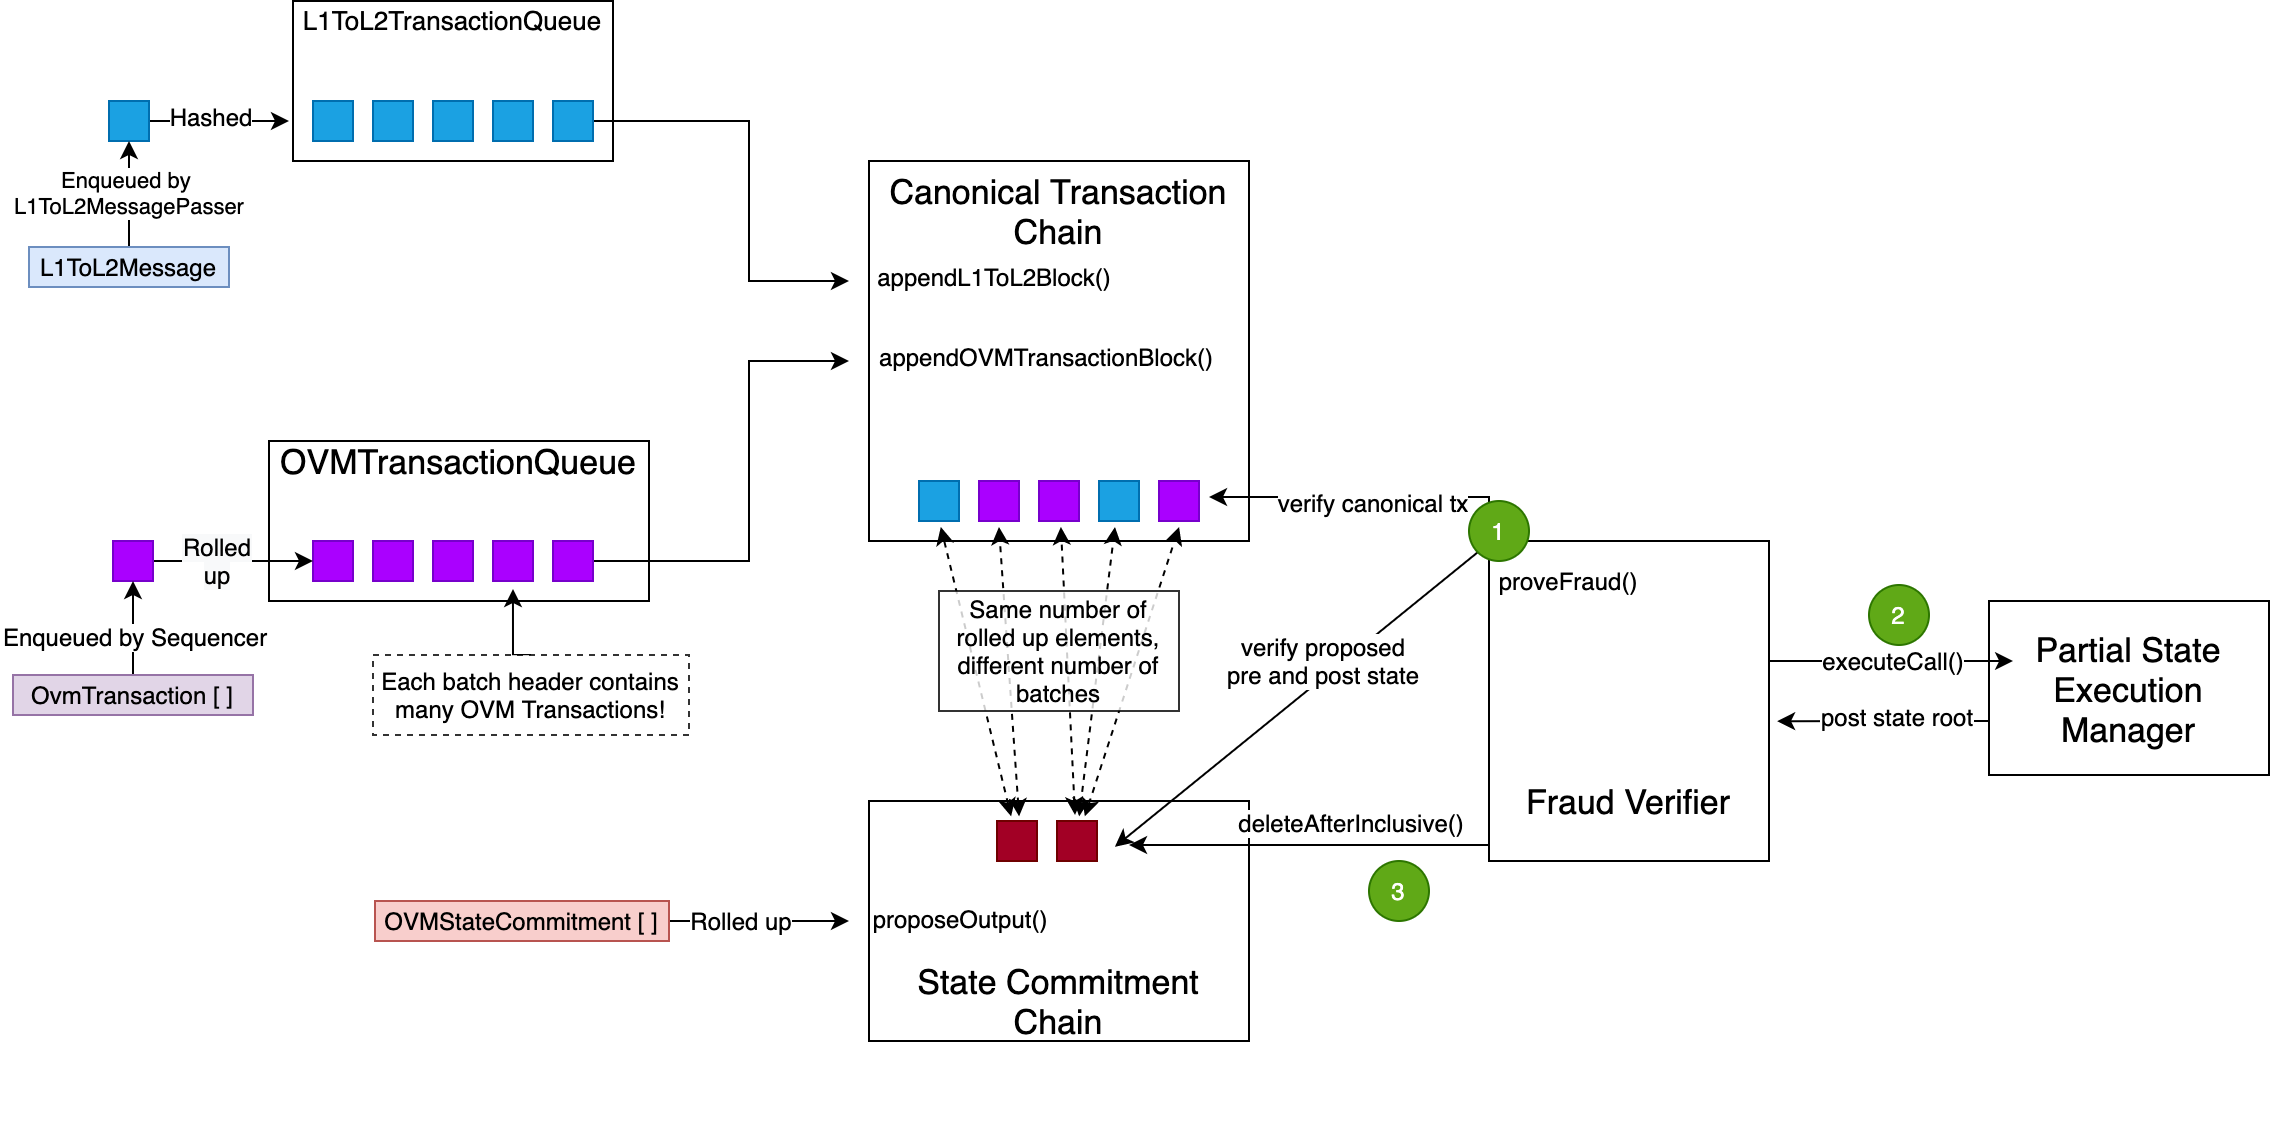 L1ToL2TransactionQueue
Hashed
Enqueued by
L1ToL2MessagePasser
L1ToL2Message
Canonical Transaction
Chain
appendL1ToL2Block()
appendOVMTransactionBlock()
OVMTransactionQueue
Rolled
up
Enqueued by Sequencer
OvmTransaction [ ]
Each batch header contains
many OVM Transactions!
verify canonical tx
1
proveFraud()
Same number of
rolled up elements,
different number of
batches
verify proposed
pre and post state
2
executeCall()
post state root
Partial State
Execution
Manager
Fraud Verifier
deleteAfterInclusive()
3
OVMStateCommitment [ ]
Rolled up
proposeOutput()
State Commitment
Chain